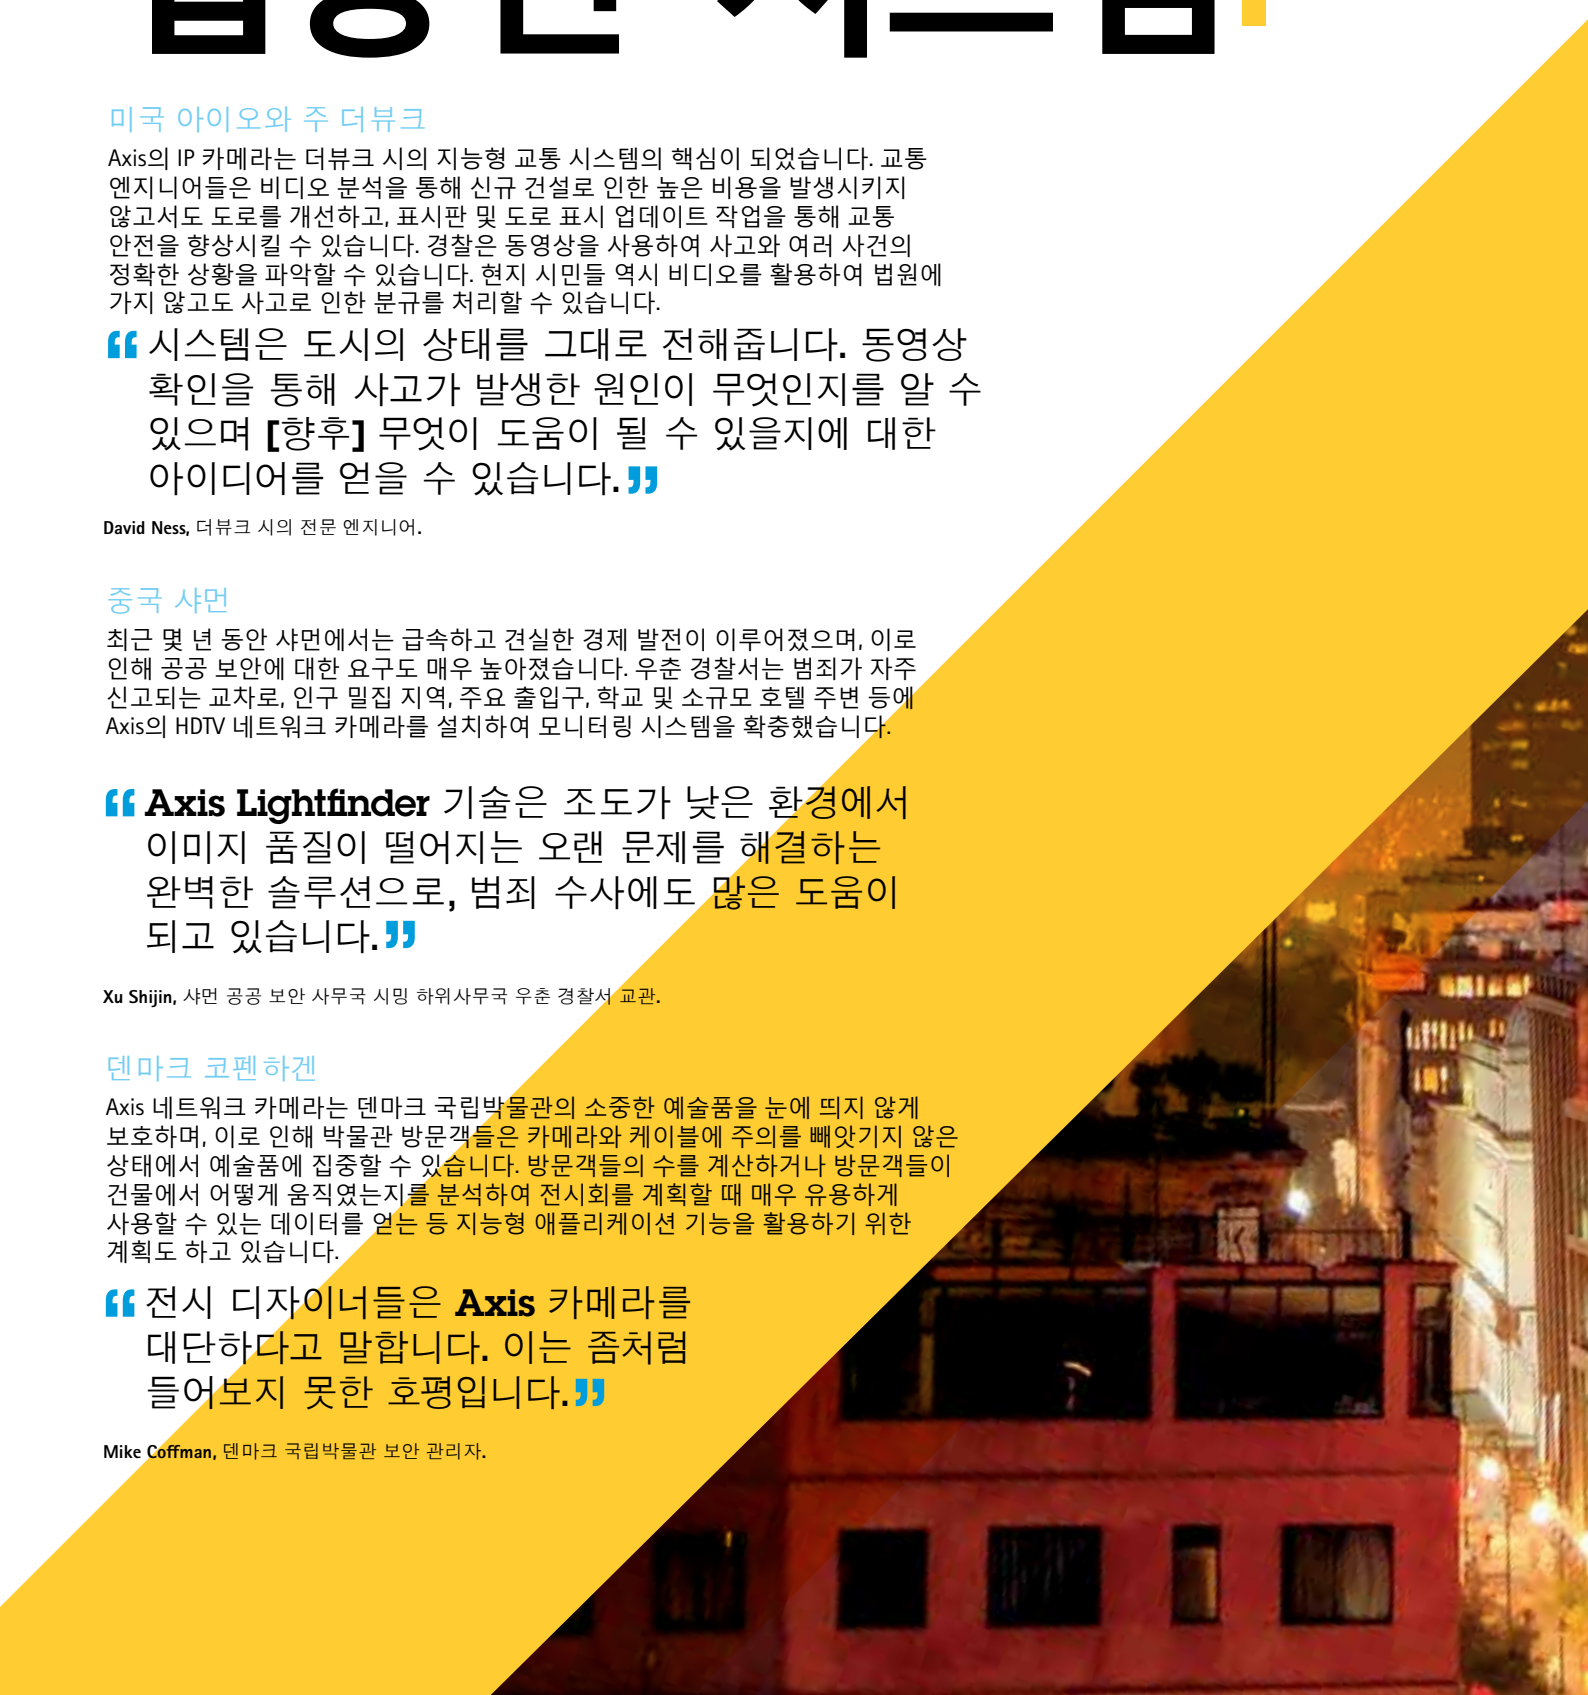 미국 아이오와 주 더뷰크
Axis의 IP 카메라는 더뷰크 시의 지능형 교통 시스템의 핵심이 되었습니다. 교통
엔지니어들은 비디오 분석을 통해 신규 건설로 인한 높은 비용을 발생시키지
않고서도 도로를 개선하고, 표시판 및 도로 표시 업데이트 작업을 통해 교통
안전을 향상시킬 수 있습니다. 경찰은 동영상을 사용하여 사고와 여러 사건의
정확한 상황을 파악할 수 있습니다. 현지 시민들 역시 비디오를 활용하여 법원에
가지 않고도 사고로 인한 분규를 처리할 수 있습니다.
“시스템은 도시의 상태를 그대로 전해줍니다. 동영상
확인을 통해 사고가 발생한 원인이 무엇인지를 알 수
있으며 [향후] 무엇이 도움이 될 수 있을지에 대한
아이디어를 얻을 수 있습니다.”
David Ness, 더뷰크 시의 전문 엔지니어.
중국 샤먼
최근 몇 년 동안 샤먼에서는 급속하고 견실한 경제 발전이 이루어졌으며, 이로
인해 공공 보안에 대한 요구도 매우 높아졌습니다. 우춘 경찰서는 범죄가 자주
신고되는 교차로, 인구 밀집 지역, 주요 출입구, 학교 및 소규모 호텔 주변 등에
Axis의 HDTV 네트워크 카메라를 설치하여 모니터링 시스템을 확충했습니다.
“Axis Lightfinder 기술은 조도가 낮은 환경에서
이미지 품질이 떨어지는 오랜 문제를 해결하는
완벽한 솔루션으로, 범죄 수사에도 많은 도움이
되고 있습니다.”
Xu Shijin, 샤먼 공공 보안 사무국 시밍 하위사무국 우춘 경찰서 교관.
덴마크 코펜하겐
Axis 네트워크 카메라는 덴마크 국립박물관의 소중한 예술품을 눈에 띄지 않게
보호하며, 이로 인해 박물관 방문객들은 카메라와 케이블에 주의를 빼앗기지 않은
상태에서 예술품에 집중할 수 있습니다. 방문객들의 수를 계산하거나 방문객들이
건물에서 어떻게 움직였는지를 분석하여 전시회를 계획할 때 매우 유용하게
사용할 수 있는 데이터를 얻는 등 지능형 애플리케이션 기능을 활용하기 위한
계획도 하고 있습니다.
“전시 디자이너들은 Axis 카메라를
대단하다고 말합니다. 이는 좀처럼
들어보지 못한 호평입니다.”
Mike Coffman, 덴마크 국립박물관 보안 관리자.